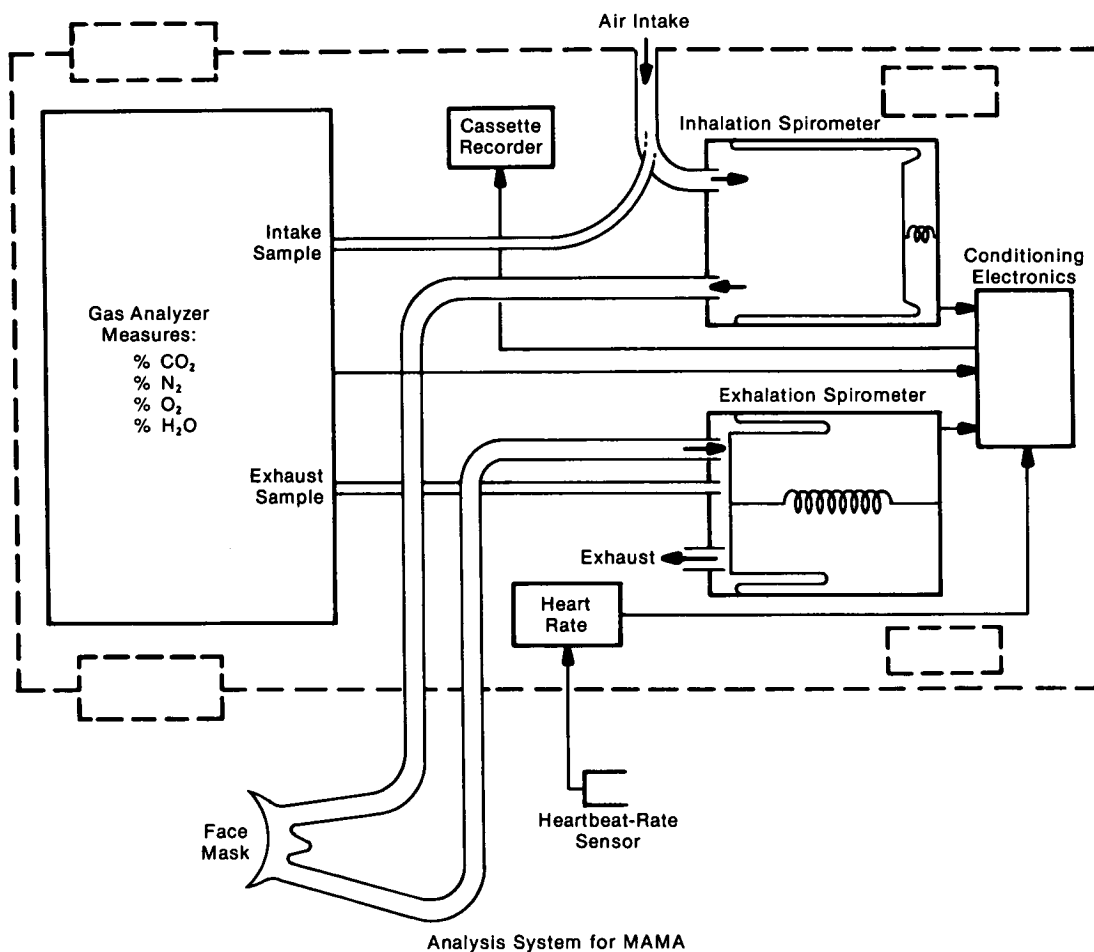 Air Intake
Cassette
Recorder
Inhalation Spirometer
Intake
Sample
Conditioning
Electronics
Gas Analyzer
Measures:
% CO₂
% N₂
% O₂
% H₂O
Exhalation Spirometer
Exhaust
Sample
Exhaust
Heart
Rate
Face
Mask
Heartbeat-Rate
Sensor
Analysis System for MAMA